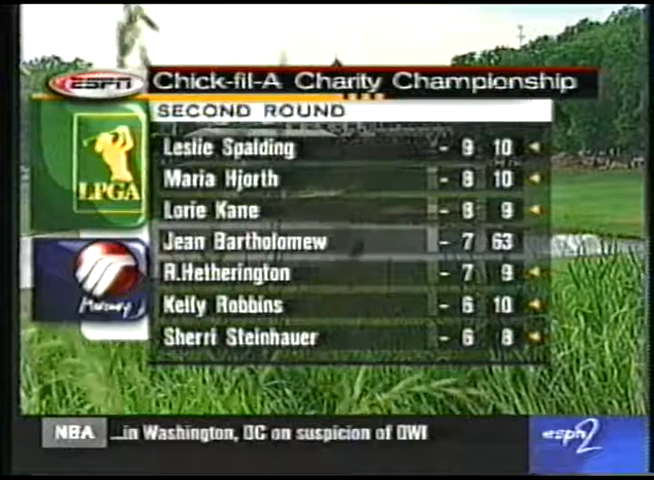 ESPN Chick-fil-A Charity Championship
SECOND ROUND
LPGA
Mercury
Leslie Spalding - 9 10
Maria Hjorth - 8 10
Lorie Kane - 8 9
Jean Bartholomew - 7 63
R.Hetherington - 7 9
Kelly Robbins - 6 10
Sherri Steinhauer - 6 8
NBA ...in Washington, DC on suspicion of DWI
espn2